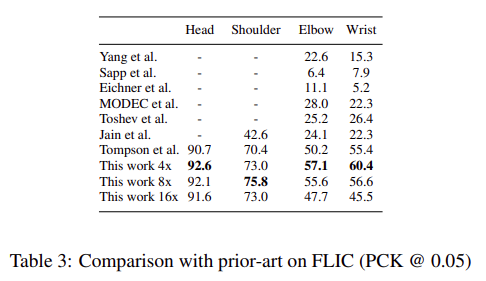 Head Shoulder Elbow Wrist
Yang et al. - - 22.6 15.3
Sapp et al. - - 6.4 7.9
Eichner et al. - - 11.1 5.2
MODEC et al. - - 28.0 22.3
Toshev et al. - - 25.2 26.4
Jain et al. - 42.6 24.1 22.3
Tompson et al. 90.7 70.4 50.2 55.4
This work 4x 92.6 73.0 57.1 60.4
This work 8x 92.1 75.8 55.6 56.6
This work 16x 91.6 73.0 47.7 45.5
Table 3: Comparison with prior-art on FLIC (PCK @ 0.05)